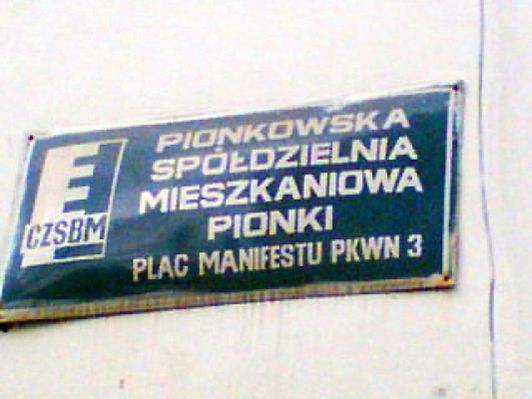 PIONKOWSKA
SPÓŁDZIELNIA
MIESZKANIOWA
PIONKI
CZSBM
PLAC MANIFESTU PKWN 3